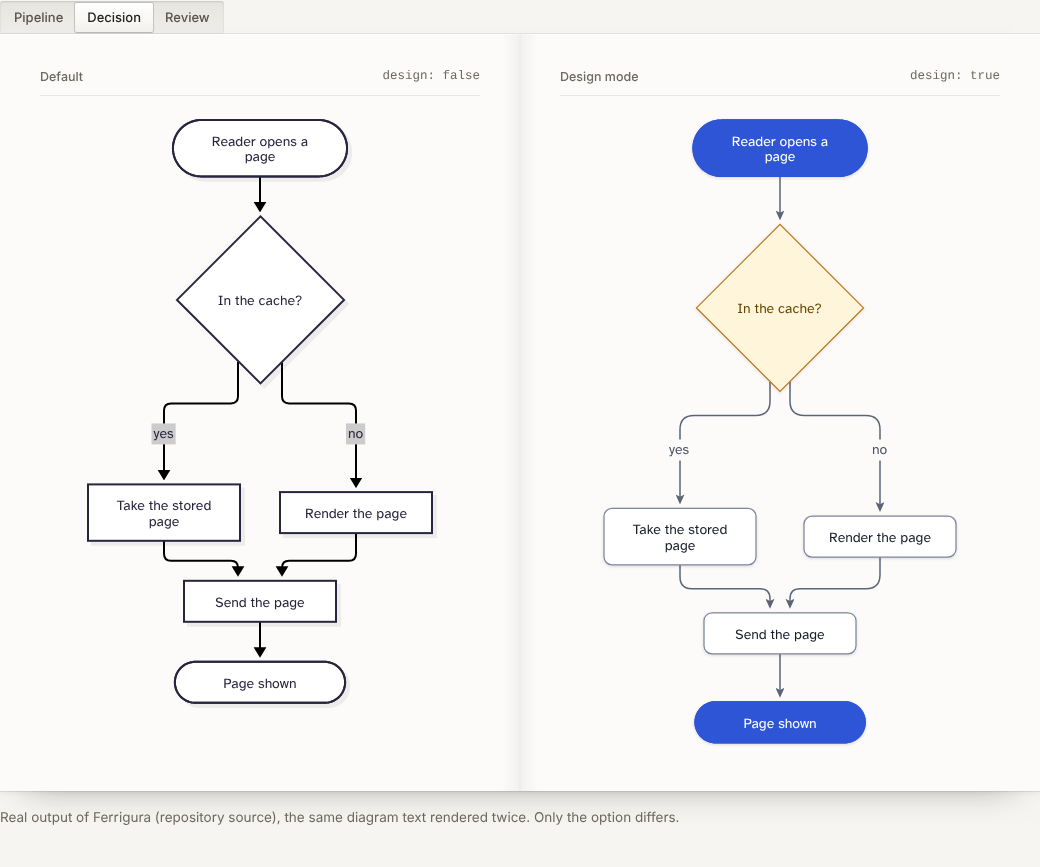 Pipeline
Decision
Review
Default
design: false
Reader opens a
page
In the cache?
yes
no
Take the stored
page
Render the page
Send the page
Page shown
Design mode
design: true
Reader opens a
page
In the cache?
yes
no
Take the stored
page
Render the page
Send the page
Page shown
Real output of Ferrigura (repository source), the same diagram text rendered twice. Only the option differs.